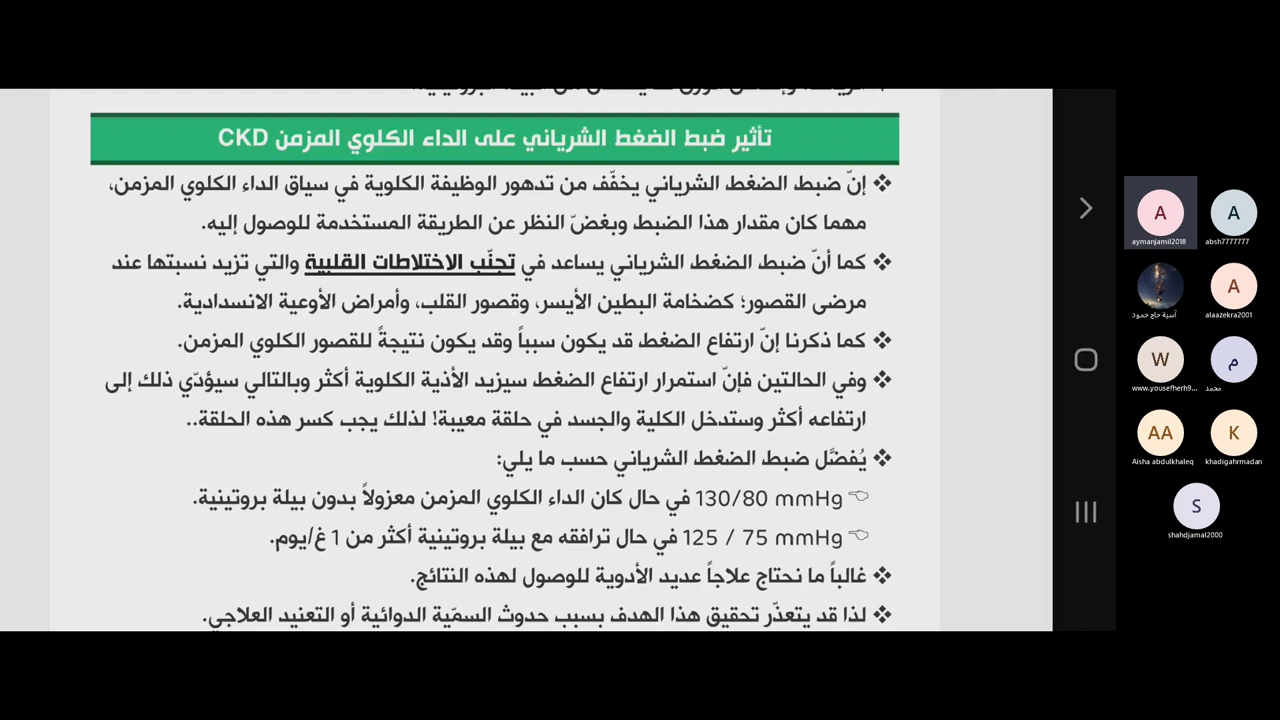 تأثير ضبط الضغط الشرياني على الداء الكلوي المزمن CKD
❖ إنّ ضبط الضغط الشرياني يخفّف من تدهور الوظيفة الكلوية في سياق الداء الكلوي المزمن،
مهما كان مقدار هذا الضبط وبغضّ النظر عن الطريقة المستخدمة للوصول إليه.
❖ كما أنّ ضبط الضغط الشرياني يساعد في تجنّب الاختلاطات القلبية والتي تزيد نسبتها عند
مرضى القصور؛ كضخامة البطين الأيسر، وقصور القلب، وأمراض الأوعية الانسدادية.
❖ كما ذكرنا إنّ ارتفاع الضغط قد يكون سبباً وقد يكون نتيجةً للقصور الكلوي المزمن.
❖ وفي الحالتين فإنّ استمرار ارتفاع الضغط سيزيد الأذية الكلوية أكثر وبالتالي سيؤدّي ذلك إلى
ارتفاعه أكثر وستدخل الكلية والجسد في حلقة معيبة! لذلك يجب كسر هذه الحلقة..
❖ يُفضَّل ضبط الضغط الشرياني حسب ما يلي:
130/80 mmHg في حال كان الداء الكلوي المزمن معزولاً بدون بيلة بروتينية.
125 / 75 mmHg في حال ترافقه مع بيلة بروتينية أكثر من 1 غ/يوم.
❖ غالباً ما نحتاج علاجاً عديد الأدوية للوصول لهذه النتائج.
❖ لذا قد يتعذّر تحقيق هذا الهدف بسبب حدوث السمّية الدوائية أو التعنيد العلاجي.
A
aymanjamil2018
A
absh7777777
آسية حاج حمود
A
alaazekra2001
W
www.yousefherh9...
م
محمد
AA
Aisha abdulkhaleq
K
khadigahrmadan
S
shahdjamal2000